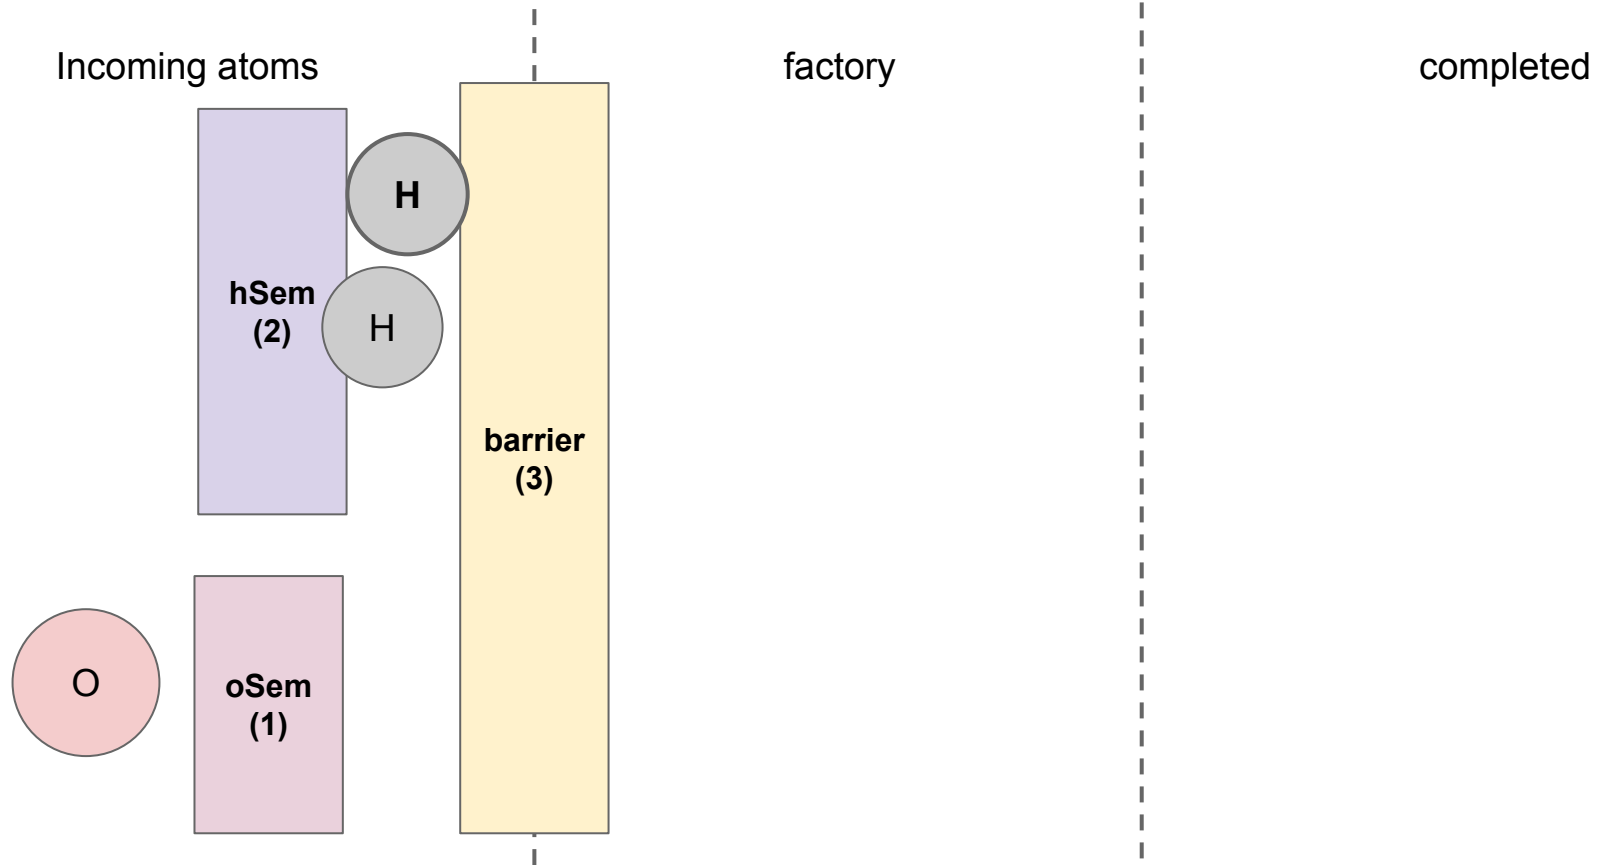 Incoming atoms
factory
completed
H
H
hSem
(2)
barrier
(3)
O
oSem
(1)